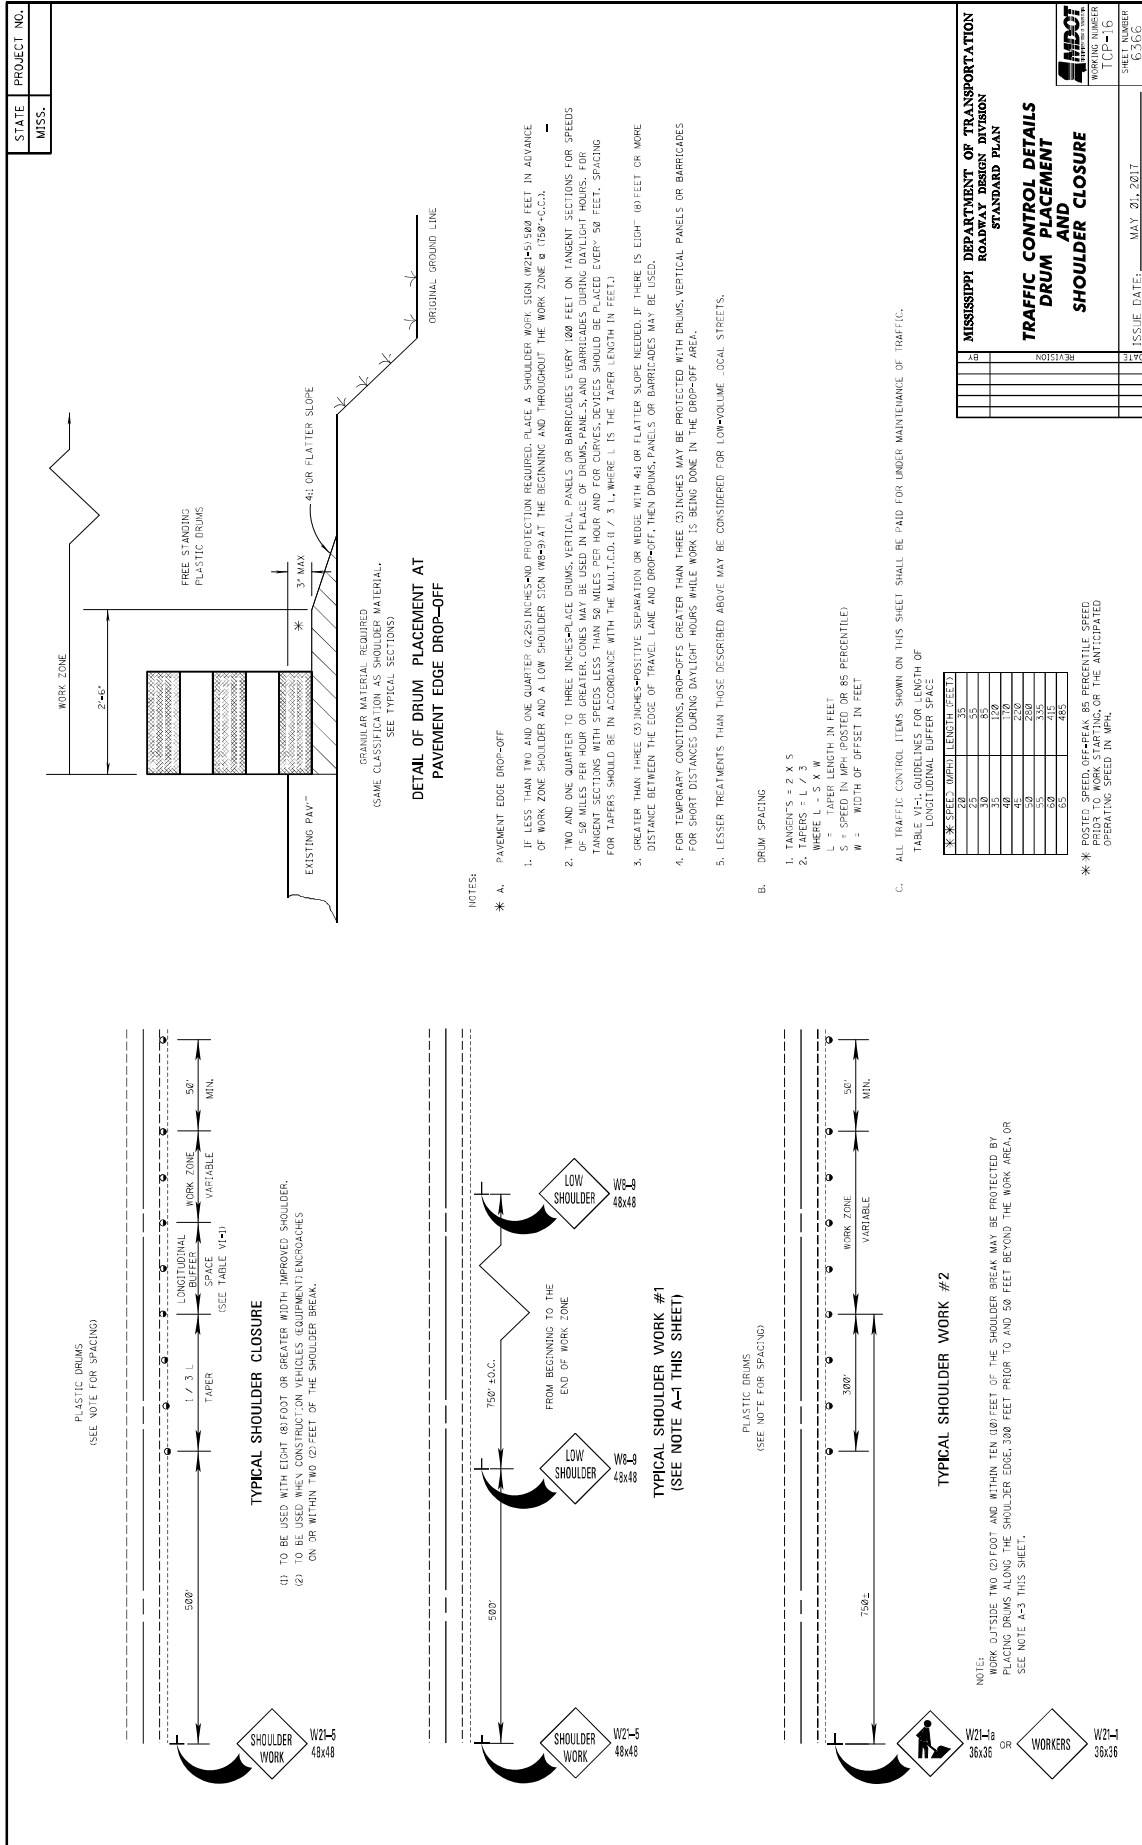 STATE PROJECT NO.
MISS.
PLASTIC DRUMS
(SEE NOTE FOR SPACING)
500'
1 / 3 L
TAPER
LONGITUDINAL
BUFFER
SPACE
(SEE TABLE VI-1)
WORK ZONE
VARIABLE
50'
MIN.
SHOULDER
WORK
W21-5
48x48
TYPICAL SHOULDER CLOSURE
(1) TO BE USED WITH EIGHT (8) FOOT OR GREATER WIDTH IMPROVED SHOULDER.
(2) TO BE USED WHEN CONSTRUCTION VEHICLES (EQUIPMENT) ENCROACHES
ON OR WITHIN TWO (2) FEET OF THE SHOULDER BREAK.
500'
750' ±O.C.
FROM BEGINNING TO THE
END OF WORK ZONE
SHOULDER
WORK
W21-5
48x48
LOW
SHOULDER
W8-9
48x48
LOW
SHOULDER
W8-9
48x48
TYPICAL SHOULDER WORK #1
(SEE NOTE A-1 THIS SHEET)
PLASTIC DRUMS
(SEE NOTE FOR SPACING)
300'
WORK ZONE
VARIABLE
50'
MIN.
750±
W21-1a
36x36
OR
WORKERS
W21-1
36x36
TYPICAL SHOULDER WORK #2
NOTE:
WORK OUTSIDE TWO (2) FOOT AND WITHIN TEN (10) FEET OF THE SHOULDER BREAK MAY BE PROTECTED BY
PLACING DRUMS ALONG THE SHOULDER EDGE, 300 FEET PRIOR TO AND 50 FEET BEYOND THE WORK AREA, OR
SEE NOTE A-3 THIS SHEET.
WORK ZONE
2'-6"
FREE STANDING
PLASTIC DRUMS
* 3" MAX
4:1 OR FLATTER SLOPE
EXISTING PAV'T
ORIGINAL GROUND LINE
GRANULAR MATERIAL REQUIRED
(SAME CLASSIFICATION AS SHOULDER MATERIAL.
SEE TYPICAL SECTIONS)
DETAIL OF DRUM PLACEMENT AT
PAVEMENT EDGE DROP-OFF
NOTES:
* A. PAVEMENT EDGE DROP-OFF
1. IF LESS THAN TWO AND ONE QUARTER (2.25) INCHES-NO PROTECTION REQUIRED. PLACE A SHOULDER WORK SIGN (W21-5) 500 FEET IN ADVANCE
OF WORK ZONE SHOULDER AND A LOW SHOULDER SIGN (W8-9) AT THE BEGINNING AND THROUGHOUT THE WORK ZONE @ (750'+O.C.).
2. TWO AND ONE QUARTER TO THREE INCHES-PLACE DRUMS, VERTICAL PANELS OR BARRICADES EVERY 100 FEET ON TANGENT SECTIONS FOR SPEEDS
OF 50 MILES PER HOUR OR GREATER. CONES MAY BE USED IN PLACE OF DRUMS, PANELS, AND BARRICADES DURING DAYLIGHT HOURS. FOR
TANGENT SECTIONS WITH SPEEDS LESS THAN 50 MILES PER HOUR AND FOR CURVES, DEVICES SHOULD BE PLACED EVERY 50 FEET. SPACING
FOR TAPERS SHOULD BE IN ACCORDANCE WITH THE M.U.T.C.D. (1 / 3 L, WHERE L IS THE TAPER LENGTH IN FEET.)
3. GREATER THAN THREE (3) INCHES-POSITIVE SEPARATION OR WEDGE WITH 4:1 OR FLATTER SLOPE NEEDED. IF THERE IS EIGHT (8) FEET OR MORE
DISTANCE BETWEEN THE EDGE OF TRAVEL LANE AND DROP-OFF, THEN DRUMS, PANELS OR BARRICADES MAY BE USED.
4. FOR TEMPORARY CONDITIONS, DROP-OFFS GREATER THAN THREE (3) INCHES MAY BE PROTECTED WITH DRUMS, VERTICAL PANELS OR BARRICADES
FOR SHORT DISTANCES DURING DAYLIGHT HOURS WHILE WORK IS BEING DONE IN THE DROP-OFF AREA.
5. LESSER TREATMENTS THAN THOSE DESCRIBED ABOVE MAY BE CONSIDERED FOR LOW-VOLUME LOCAL STREETS.
B. DRUM SPACING
1. TANGENTS = 2 X S
2. TAPERS = L / 3
WHERE L = S X W
L = TAPER LENGTH IN FEET
S = SPEED IN MPH (POSTED OR 85 PERCENTILE)
W = WIDTH OF OFFSET IN FEET
C. ALL TRAFFIC CONTROL ITEMS SHOWN ON THIS SHEET SHALL BE PAID FOR UNDER MAINTENANCE OF TRAFFIC.
TABLE VI-1. GUIDELINES FOR LENGTH OF
LONGITUDINAL BUFFER SPACE
** SPEED (MPH) LENGTH (FEET)
20 35
25 55
30 85
35 120
40 170
45 220
50 280
55 335
60 415
65 485
** POSTED SPEED, OFF-PEAK 85 PERCENTILE SPEED
PRIOR TO WORK STARTING, OR THE ANTICIPATED
OPERATING SPEED IN MPH.
BY
REVISION
DATE
MISSISSIPPI DEPARTMENT OF TRANSPORTATION
ROADWAY DESIGN DIVISION
STANDARD PLAN
TRAFFIC CONTROL DETAILS
DRUM PLACEMENT
AND
SHOULDER CLOSURE
MDOT
WORKING NUMBER
TCP-16
SHEET NUMBER
6366
ISSUE DATE: MAY 01, 2017